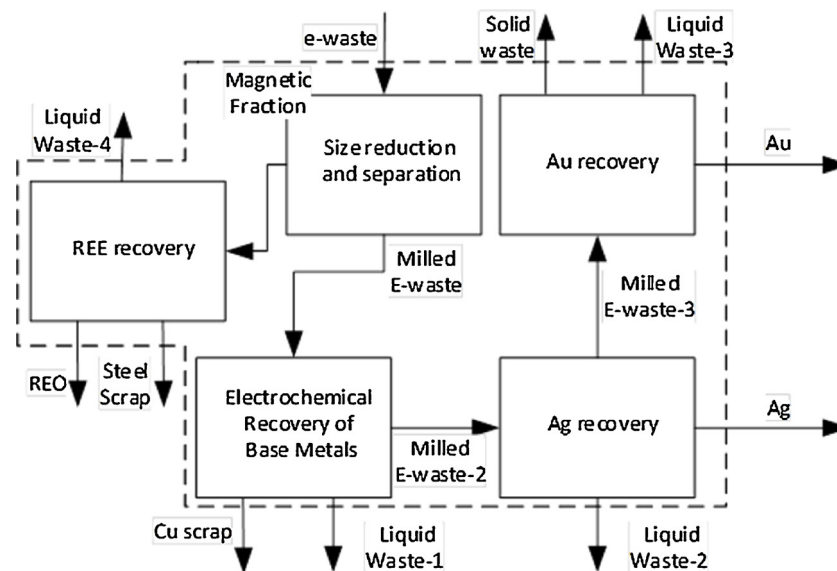 e-waste
Solid
waste
Liquid
Waste-3
Magnetic
Fraction
Liquid
Waste-4
Size reduction
and separation
Au recovery
Au
REE recovery
Milled
E-waste
Milled
E-waste-3
REO
Steel
Scrap
Electrochemical
Recovery of
Base Metals
Milled
E-waste-2
Ag recovery
Ag
Cu scrap
Liquid
Waste-1
Liquid
Waste-2